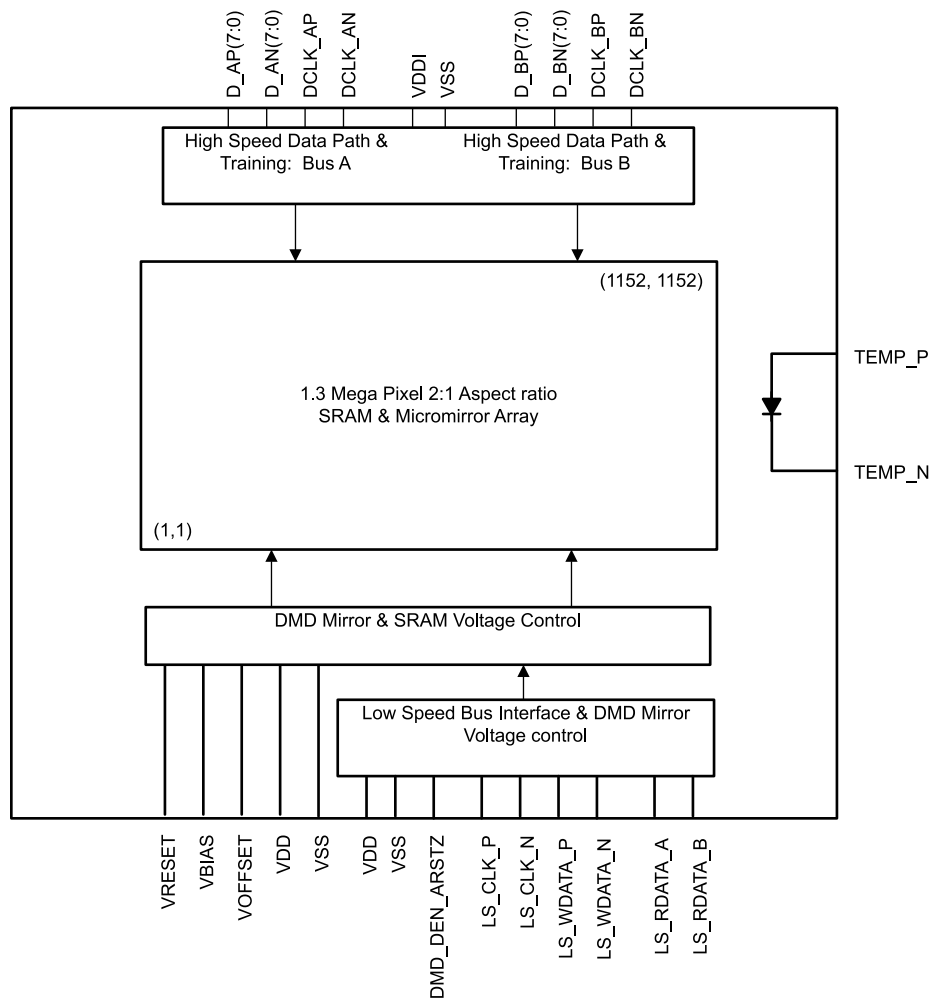 D_AP(7:0)
D_AN(7:0)
DCLK_AP
DCLK_AN
VDDI
VSS
D_BP(7:0)
D_BN(7:0)
DCLK_BP
DCLK_BN
High Speed Data Path &
Training: Bus A
High Speed Data Path &
Training: Bus B
(1152, 1152)
1.3 Mega Pixel 2:1 Aspect ratio
SRAM & Micromirror Array
(1,1)
TEMP_P
TEMP_N
DMD Mirror & SRAM Voltage Control
Low Speed Bus Interface & DMD Mirror
Voltage control
VRESET
VBIAS
VOFFSET
VDD
VSS
VDD
VSS
DMD_DEN_ARSTZ
LS_CLK_P
LS_CLK_N
LS_WDATA_P
LS_WDATA_N
LS_RDATA_A
LS_RDATA_B